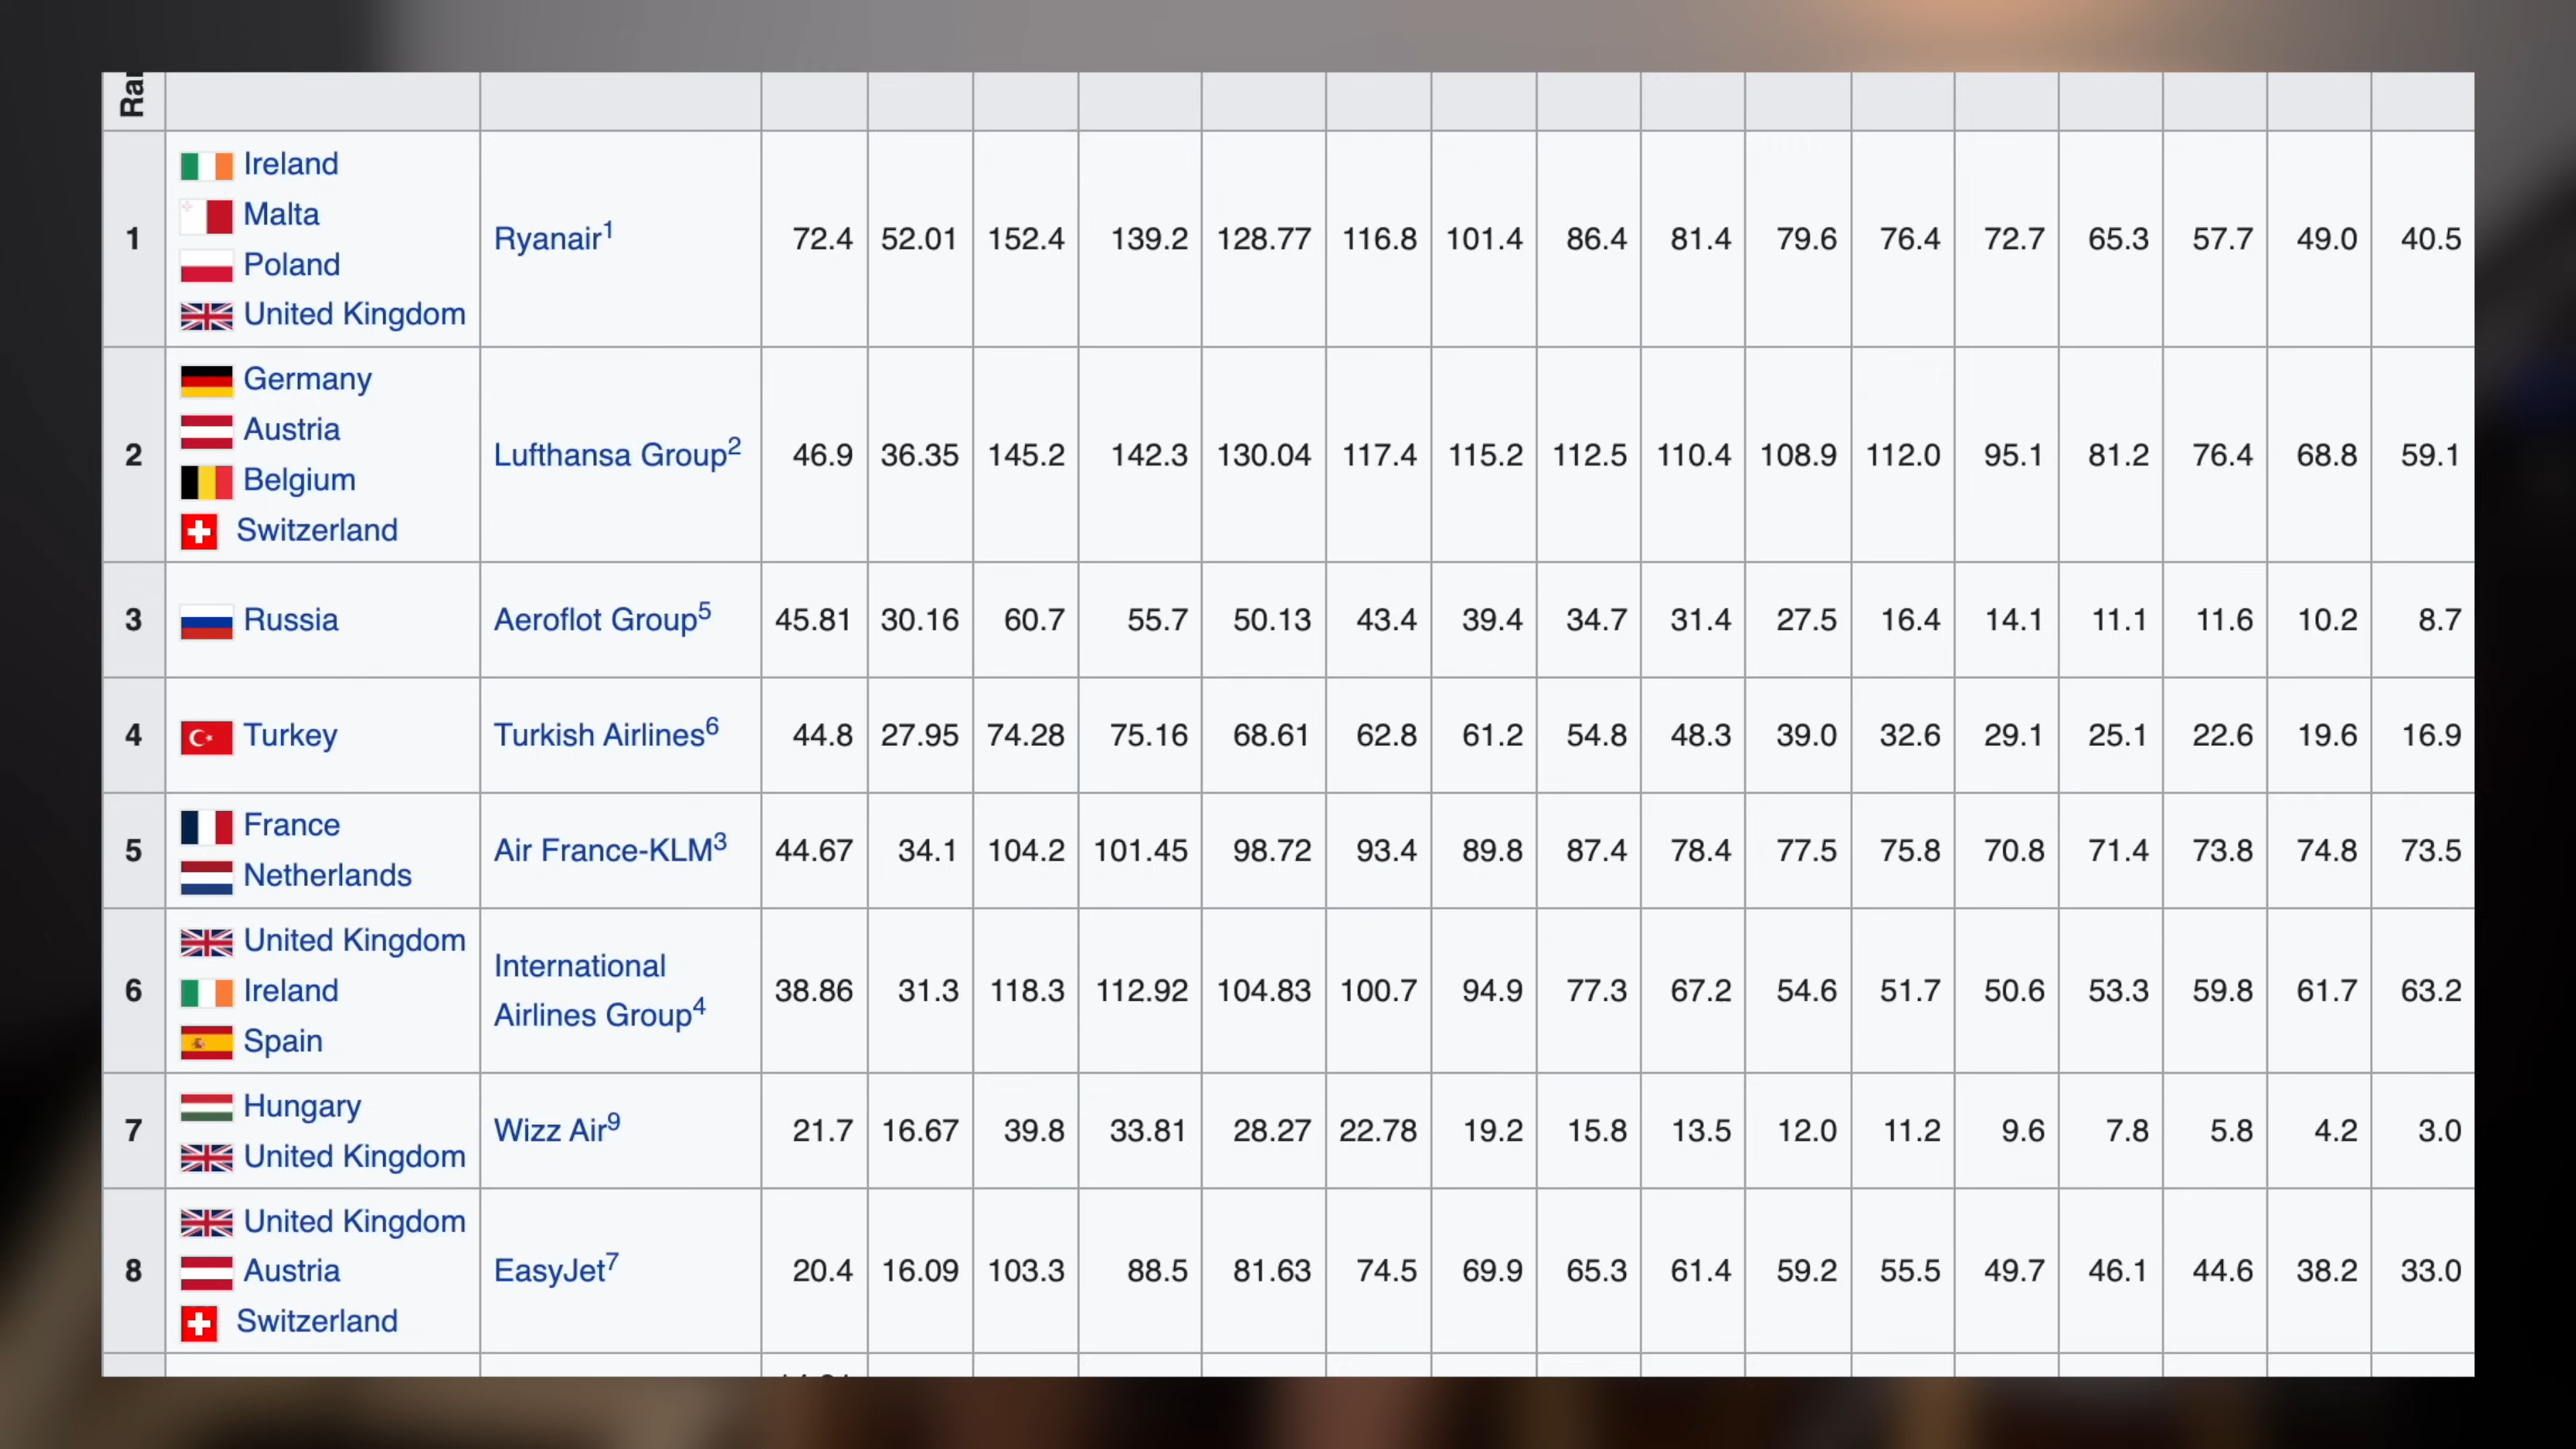 Ra
1 Ireland Malta Poland United Kingdom Ryanair1 72.4 52.01 152.4 139.2 128.77 116.8 101.4 86.4 81.4 79.6 76.4 72.7 65.3 57.7 49.0 40.5
2 Germany Austria Belgium Switzerland Lufthansa Group2 46.9 36.35 145.2 142.3 130.04 117.4 115.2 112.5 110.4 108.9 112.0 95.1 81.2 76.4 68.8 59.1
3 Russia Aeroflot Group5 45.81 30.16 60.7 55.7 50.13 43.4 39.4 34.7 31.4 27.5 16.4 14.1 11.1 11.6 10.2 8.7
4 Turkey Turkish Airlines6 44.8 27.95 74.28 75.16 68.61 62.8 61.2 54.8 48.3 39.0 32.6 29.1 25.1 22.6 19.6 16.9
5 France Netherlands Air France-KLM3 44.67 34.1 104.2 101.45 98.72 93.4 89.8 87.4 78.4 77.5 75.8 70.8 71.4 73.8 74.8 73.5
6 United Kingdom Ireland Spain International Airlines Group4 38.86 31.3 118.3 112.92 104.83 100.7 94.9 77.3 67.2 54.6 51.7 50.6 53.3 59.8 61.7 63.2
7 Hungary United Kingdom Wizz Air9 21.7 16.67 39.8 33.81 28.27 22.78 19.2 15.8 13.5 12.0 11.2 9.6 7.8 5.8 4.2 3.0
8 United Kingdom Austria Switzerland EasyJet7 20.4 16.09 103.3 88.5 81.63 74.5 69.9 65.3 61.4 59.2 55.5 49.7 46.1 44.6 38.2 33.0